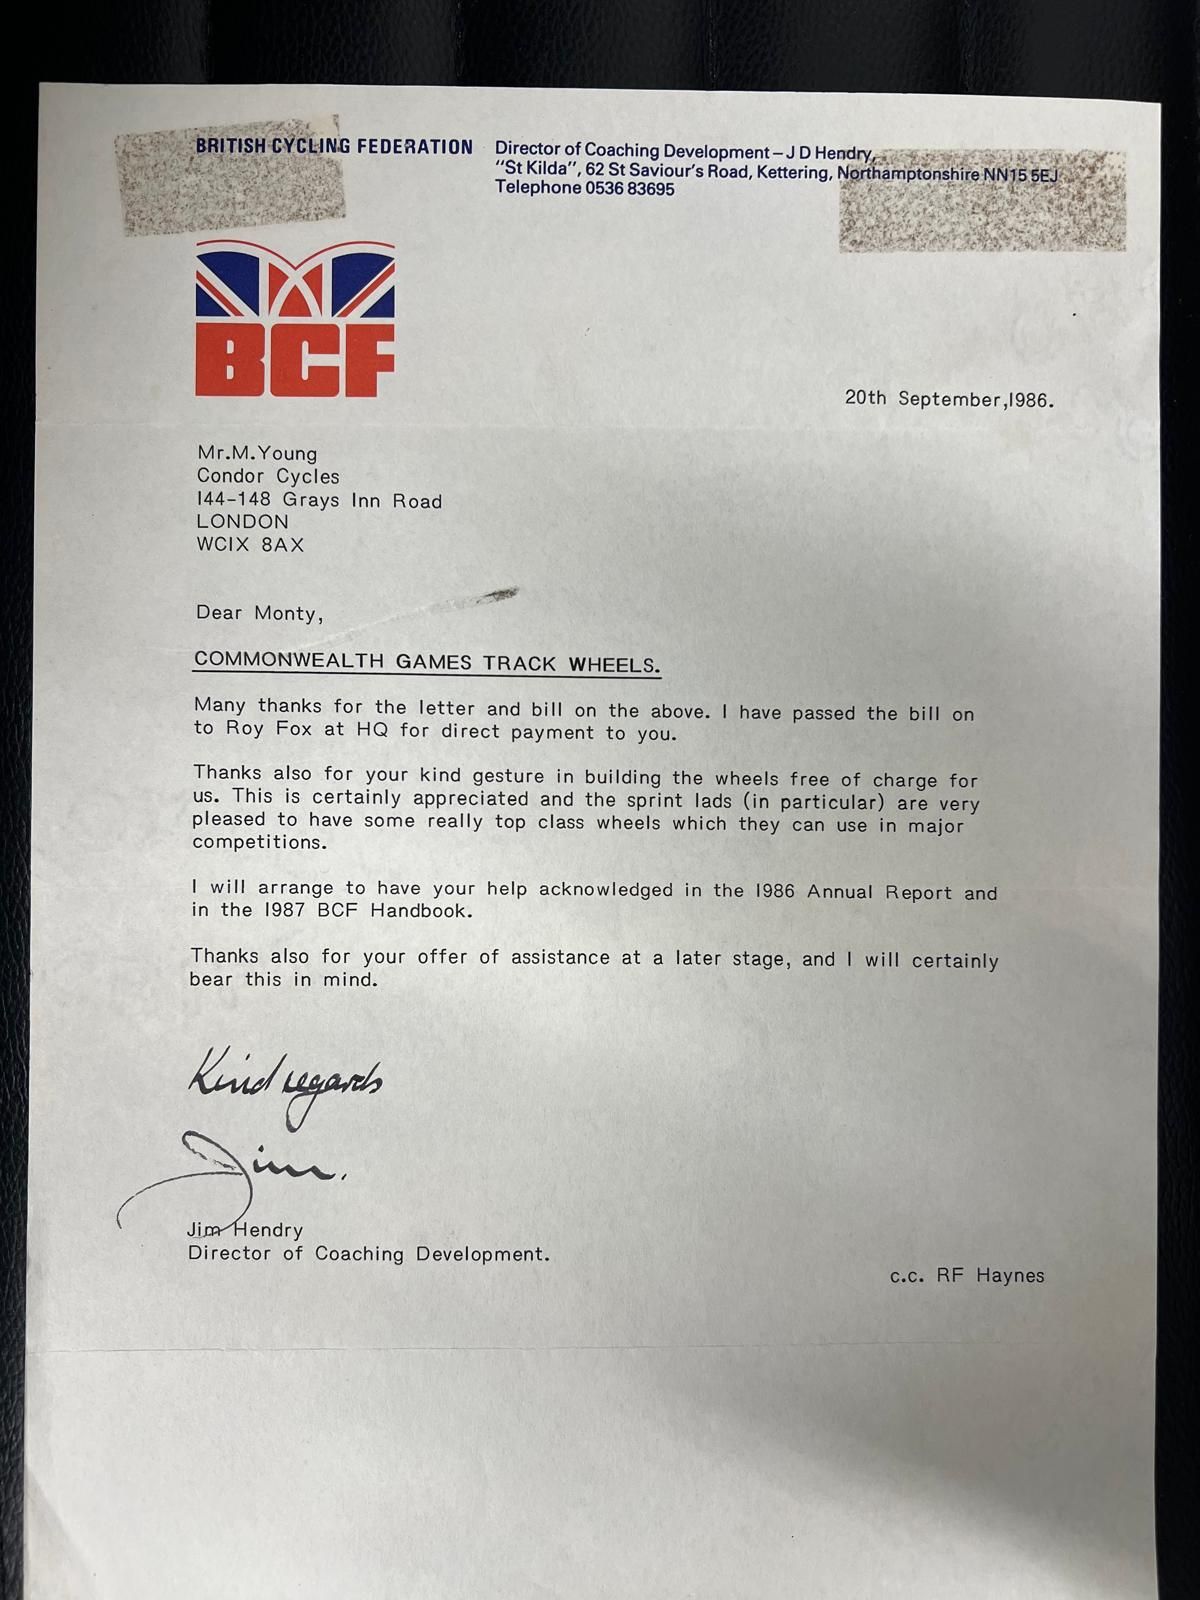 BRITISH CYCLING FEDERATION
Director of Coaching Development – J D Hendry,
"St Kilda", 62 St Saviour's Road, Kettering, Northamptonshire NN15 5EJ
Telephone 0536 83695
BCF
20th September,1986.
Mr.M.Young
Condor Cycles
144-148 Grays Inn Road
LONDON
WCIX 8AX
Dear Monty,
COMMONWEALTH GAMES TRACK WHEELS.
Many thanks for the letter and bill on the above. I have passed the bill on
to Roy Fox at HQ for direct payment to you.
Thanks also for your kind gesture in building the wheels free of charge for
us. This is certainly appreciated and the sprint lads (in particular) are very
pleased to have some really top class wheels which they can use in major
competitions.
I will arrange to have your help acknowledged in the 1986 Annual Report and
in the 1987 BCF Handbook.
Thanks also for your offer of assistance at a later stage, and I will certainly
bear this in mind.
Kind regards
Jim.
Jim Hendry
Director of Coaching Development.
c.c. RF Haynes